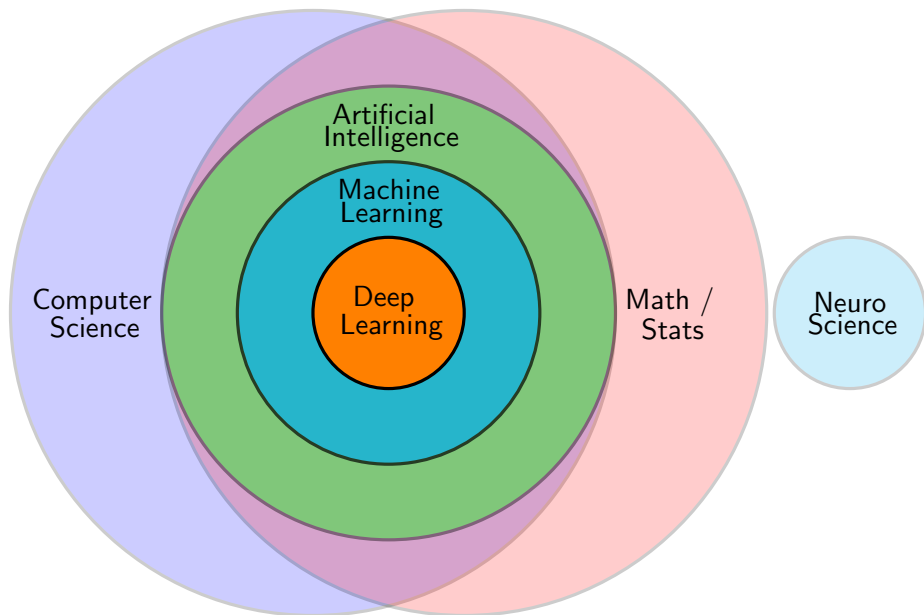 Artificial
Intelligence
Machine
Learning
Deep
Learning
Computer
Science
Math /
Stats
Neuro
Science